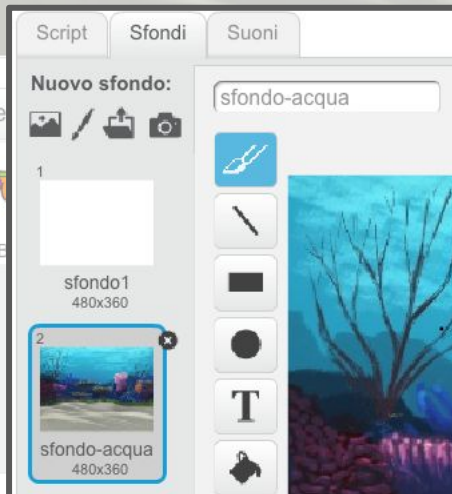 Script Sfondi Suoni
Nuovo sfondo:
sfondo-acqua
1
sfondo1
480x360
2
sfondo-acqua
480x360
T